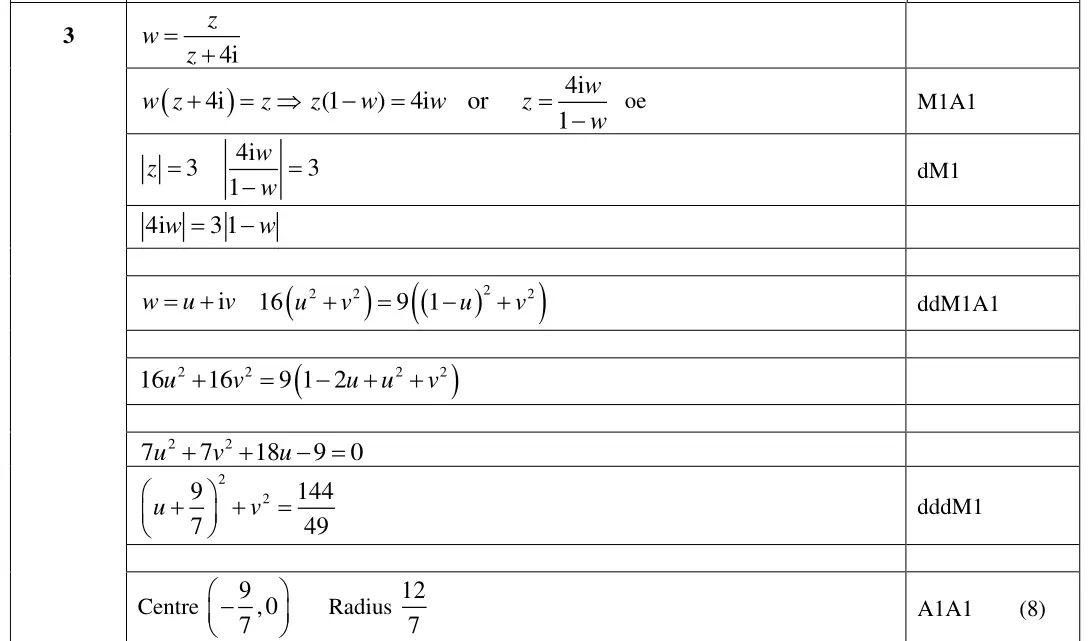 3 w = z/(z + 4i)
w(z + 4i) = z ⇒ z(1 − w) = 4iw or z = 4iw/(1 − w) oe M1A1
|z| = 3 |4iw/(1 − w)| = 3 dM1
|4iw| = 3|1 − w|
w = u + iv 16(u² + v²) = 9((1 − u)² + v²) ddM1A1
16u² + 16v² = 9(1 − 2u + u² + v²)
7u² + 7v² + 18u − 9 = 0
(u + 9/7)² + v² = 144/49 dddM1
Centre (−9/7, 0) Radius 12/7 A1A1 (8)